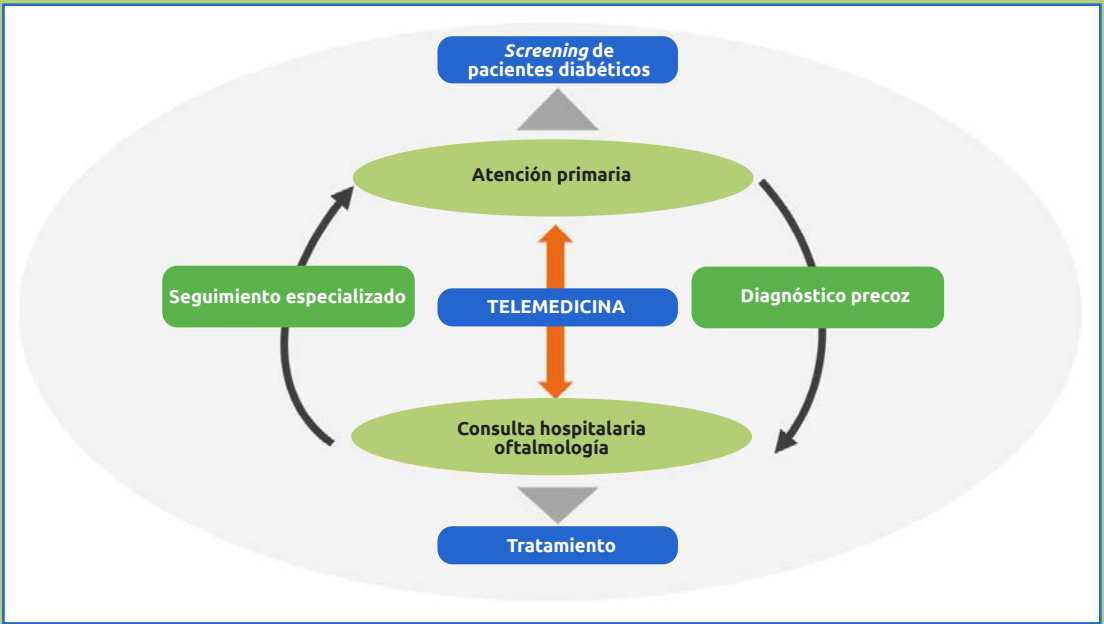 Screening de
pacientes diabéticos
Atención primaria
Seguimiento especializado
TELEMEDICINA
Diagnóstico precoz
Consulta hospitalaria
oftalmología
Tratamiento